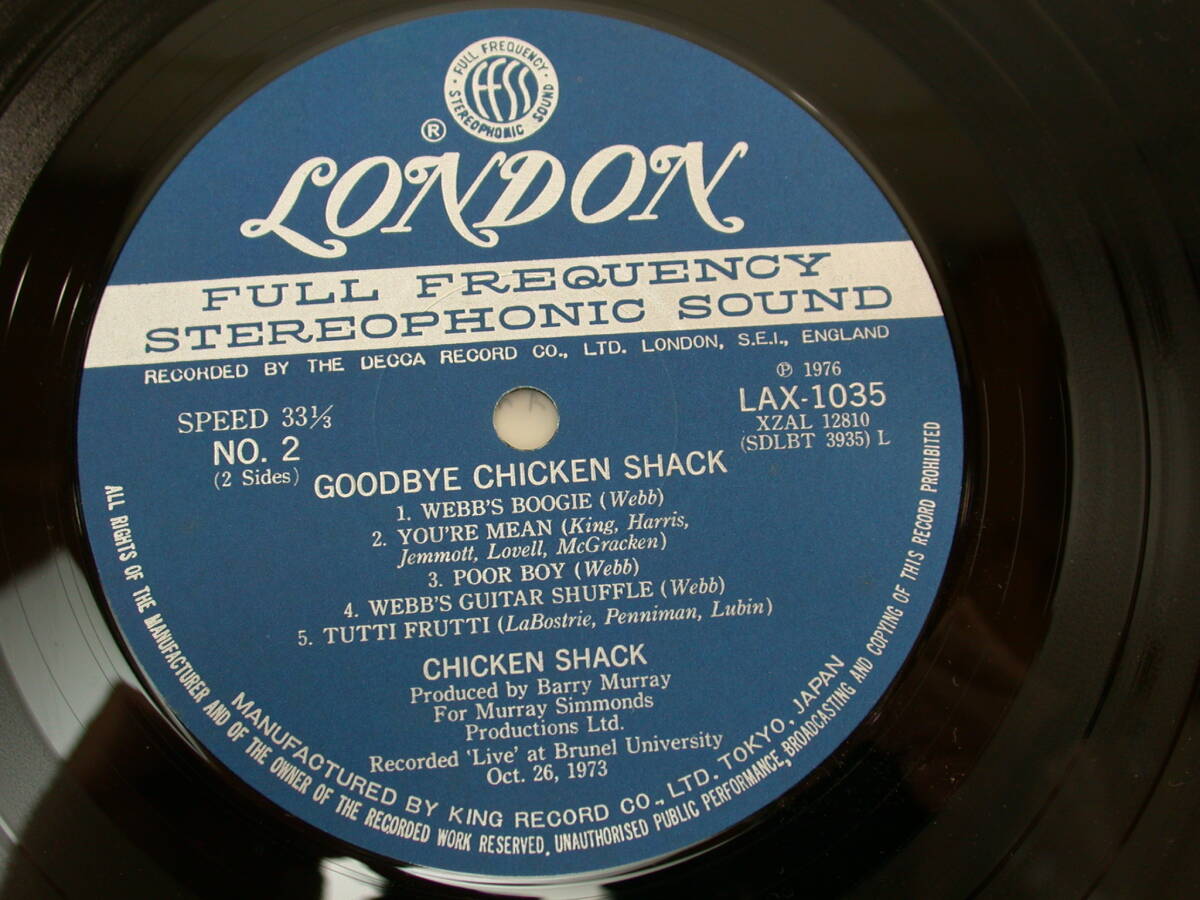 FULL FREQUENCY
FFSS
STEREOPHONIC SOUND
®
LONDON
FULL FREQUENCY
STEREOPHONIC SOUND
RECORDED BY THE DECCA RECORD CO., LTD. LONDON, S.E.I., ENGLAND
℗ 1976
SPEED 33⅓
LAX-1035
NO. 2
XZAL 12810
(2 Sides)
(SDLBT 3935) L
GOODBYE CHICKEN SHACK
1. WEBB'S BOOGIE (Webb)
2. YOU'RE MEAN (King, Harris,
Jemmott, Lovell, McGracken)
3. POOR BOY (Webb)
4. WEBB'S GUITAR SHUFFLE (Webb)
5. TUTTI FRUTTI (LaBostrie, Penniman, Lubin)
CHICKEN SHACK
Produced by Barry Murray
For Murray Simmonds
Productions Ltd.
Recorded 'Live' at Brunel University
Oct. 26, 1973
MANUFACTURED BY KING RECORD CO., LTD. TOKYO, JAPAN
ALL RIGHTS OF THE MANUFACTURER AND OF THE OWNER OF THE RECORDED WORK RESERVED, UNAUTHORISED PUBLIC PERFORMANCE, BROADCASTING AND COPYING OF THIS RECORD PROHIBITED